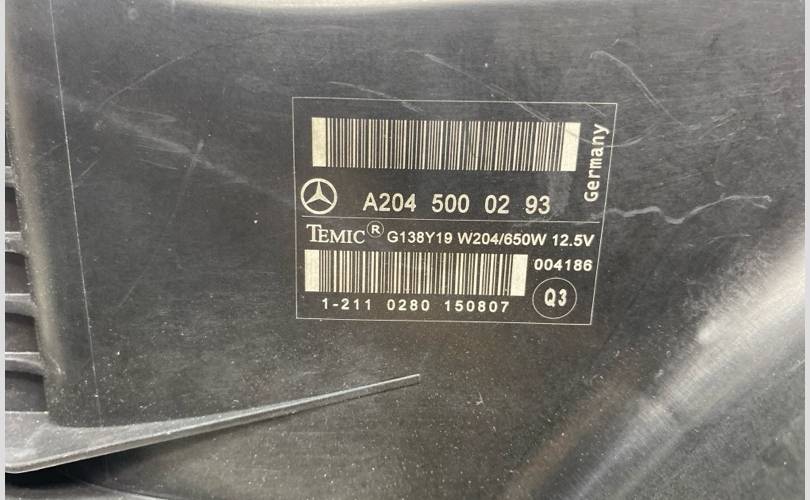 Germany
A204 500 02 93
TEMIC® G138Y19 W204/650W 12.5V
004186
1-211 0280 150807
Q3